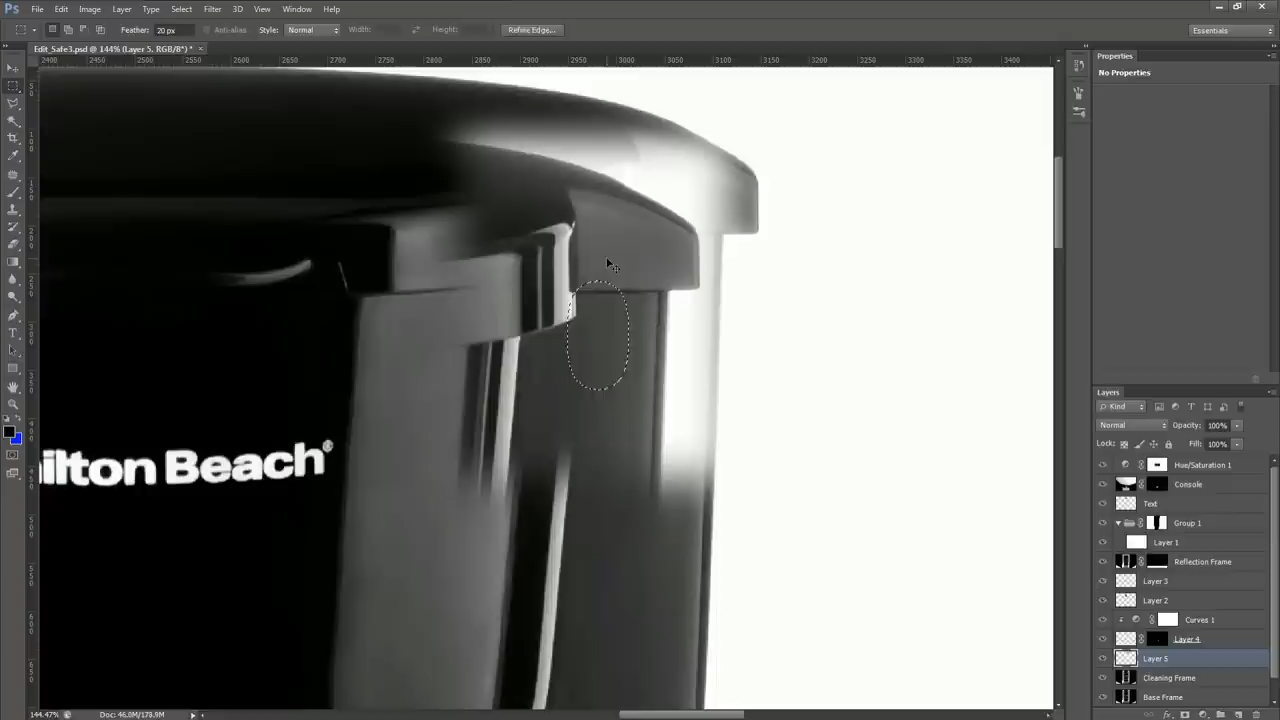 Ps File Edit Image Layer Type Select Filter 3D View Window Help
Feather: 20 px Anti-alias Style: Normal Width: Height: Refine Edge... Essentials
Edit_Safe3.psd @ 144% (Layer 5, RGB/8*) * ×
2400 2450 2500 2550 2600 2650 2700 2750 2800 2850 2900 2950 3000 3050 3100 3150 3200 3250 3300 3350 3400
Properties
No Properties
ilton Beach®
Layers
Kind
Normal Opacity: 100%
Lock: Fill: 100%
Hue/Saturation 1
Console
Text
Group 1
Layer 1
Reflection Frame
Layer 3
Layer 2
Curves 1
Layer 4
Layer 5
Cleaning Frame
Base Frame
144.47% Doc: 46.0M/178.9M